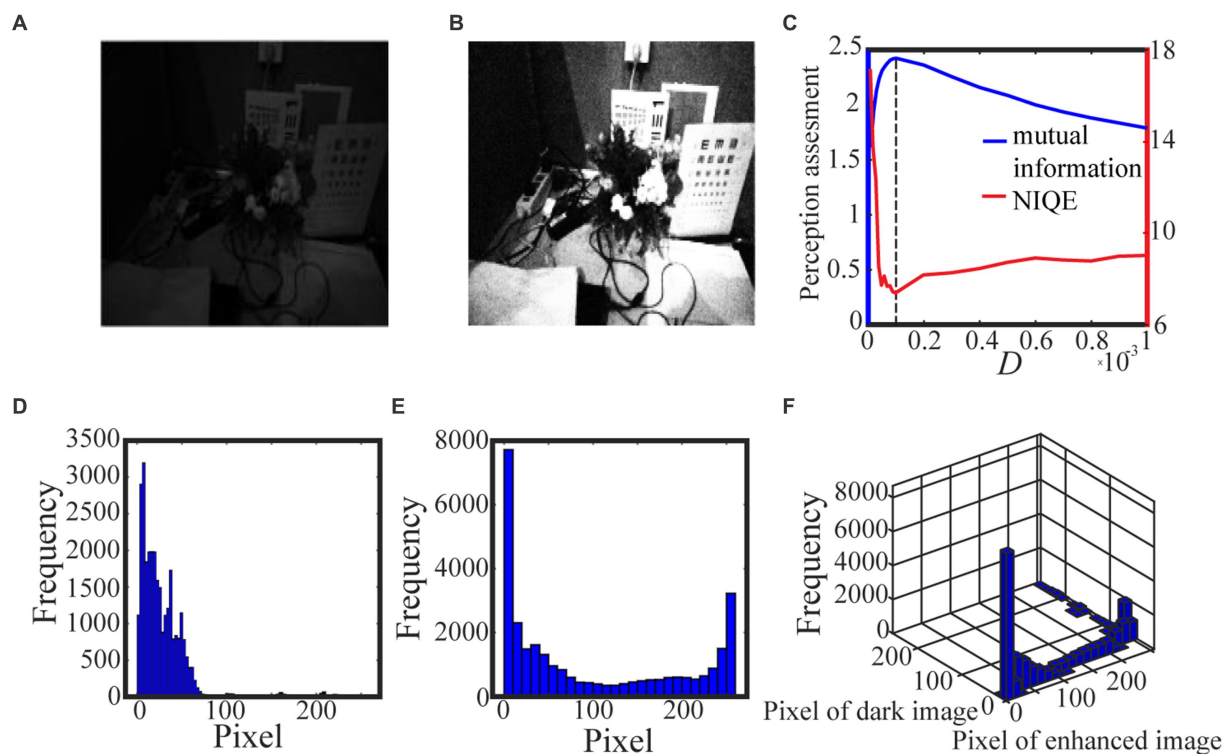 A
B
C
Perception assesment
2.5
2
1.5
1
0.5
0
18
14
10
6
mutual
information
NIQE
0 0.2 0.4 0.6 0.8 1
D
×10-3
D
Frequency
3500
3000
2500
2000
1500
1000
500
0
0 100 200
Pixel
E
Frequency
8000
6000
4000
2000
0
0 100 200
Pixel
F
Frequency
8000
6000
4000
2000
0
200
100
0
0
100
200
Pixel of dark image
Pixel of enhanced image